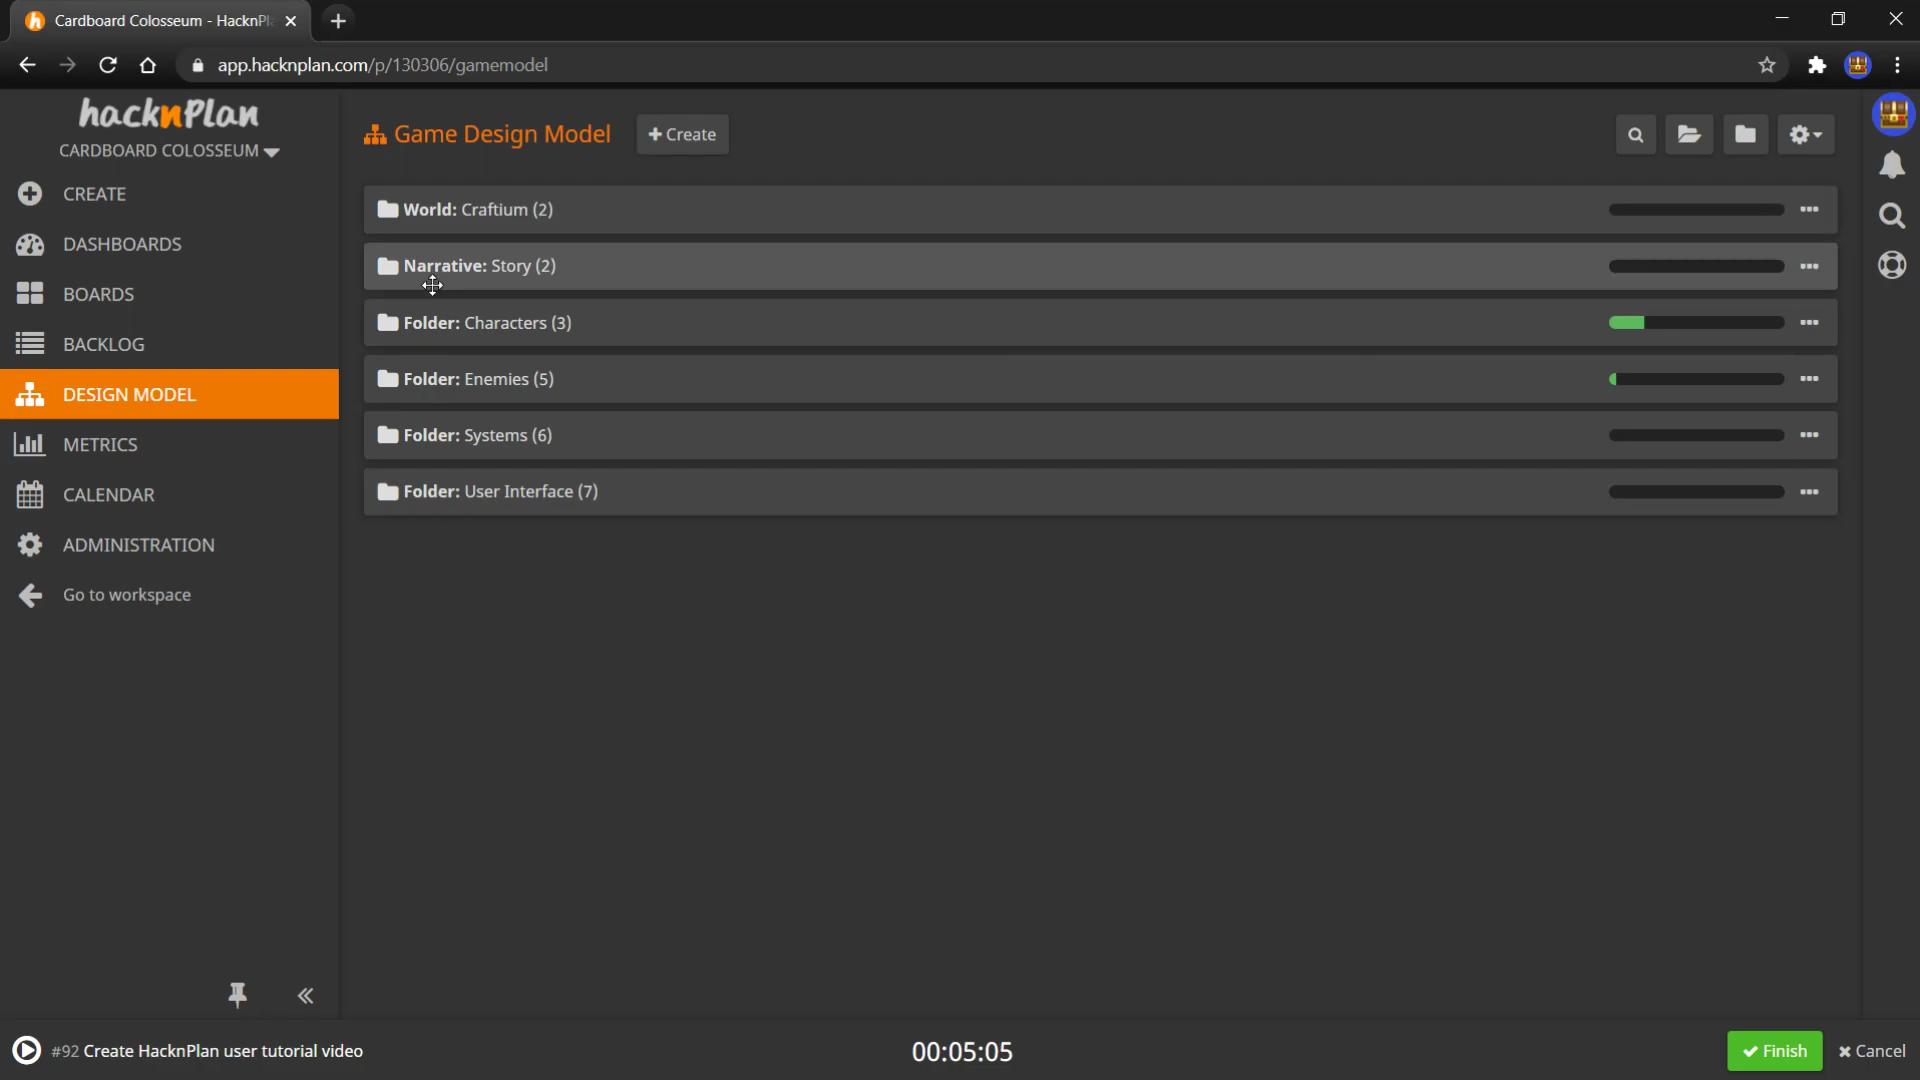 Cardboard Colosseum - HacknPl
app.hacknplan.com/p/130306/gamemodel
hacknPlan
CARDBOARD COLOSSEUM
CREATE
DASHBOARDS
BOARDS
BACKLOG
DESIGN MODEL
METRICS
CALENDAR
ADMINISTRATION
Go to workspace
Game Design Model
Create
World: Craftium (2)
Narrative: Story (2)
Folder: Characters (3)
Folder: Enemies (5)
Folder: Systems (6)
Folder: User Interface (7)
#92 Create HacknPlan user tutorial video
00:05:05
Finish
Cancel